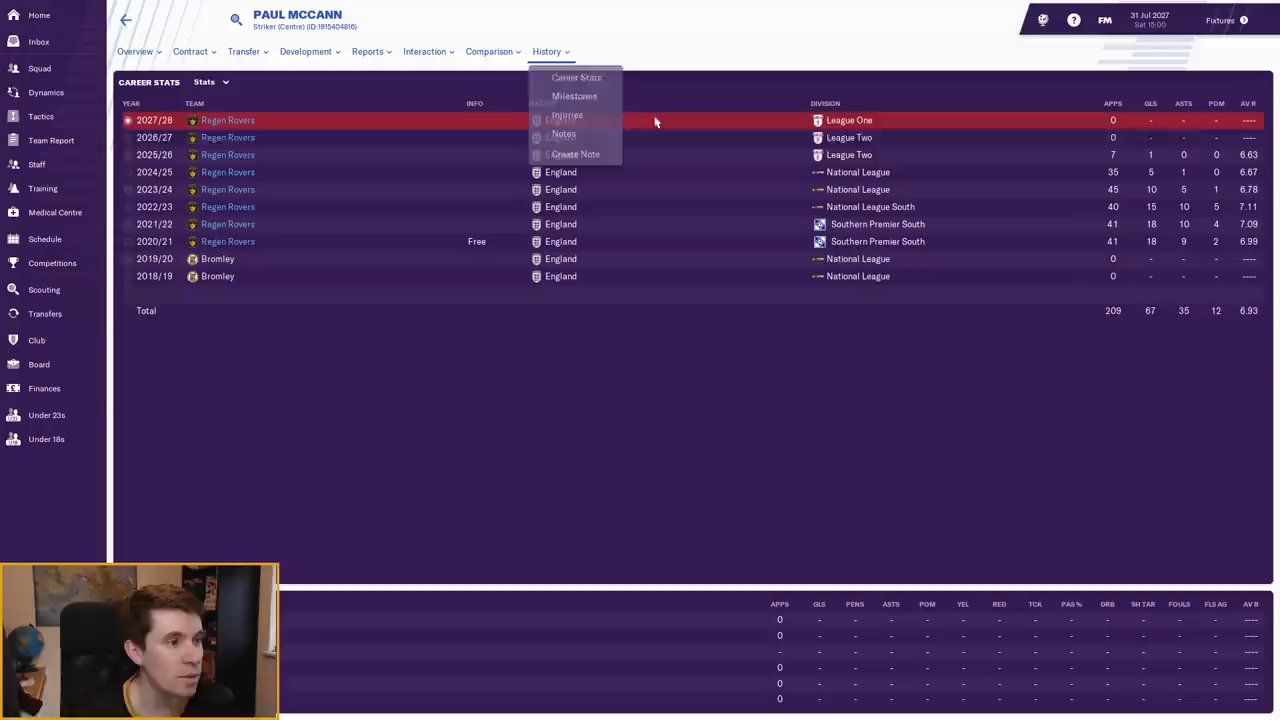 Home
PAUL MCCANN
Striker (Centre) (ID:1915404816)
FM
31 Jul 2027
Sat 15:00
Fixtures
Inbox
Overview Contract Transfer Development Reports Interaction Comparison History
Squad
CAREER STATS Stats
Career Stats
Milestones
Injuries
Notes
Create Note
YEAR TEAM INFO DIVISION APPS GLS ASTS POM AV R
2027/28 Regen Rovers League One 0 - - - ----
2026/27 Regen Rovers League Two 0 - - - ----
2025/26 Regen Rovers League Two 7 1 0 0 6.63
2024/25 Regen Rovers England National League 35 5 1 0 6.67
2023/24 Regen Rovers England National League 45 10 5 1 6.78
2022/23 Regen Rovers England National League South 40 15 10 5 7.11
2021/22 Regen Rovers England Southern Premier South 41 18 10 4 7.09
2020/21 Regen Rovers Free England Southern Premier South 41 18 9 2 6.99
2019/20 Bromley England National League 0 - - - ----
2018/19 Bromley England National League 0 - - - ----
Total 209 67 35 12 6.93
Dynamics
Tactics
Team Report
Staff
Training
Medical Centre
Schedule
Competitions
Scouting
Transfers
Club
Board
Finances
Under 23s
Under 18s
APPS GLS PENS ASTS POM YEL RED TCK PAS % DRB SH TAR FOULS FLS AG AV R
0 - - - - - - - - - - - - ----
0 - - - - - - - - - - - - ----
- - - - - - - - - - - - - ----
0 - - - - - - - - - - - - ----
0 - - - - - - - - - - - - ----
0 - - - - - - - - - - - - ----